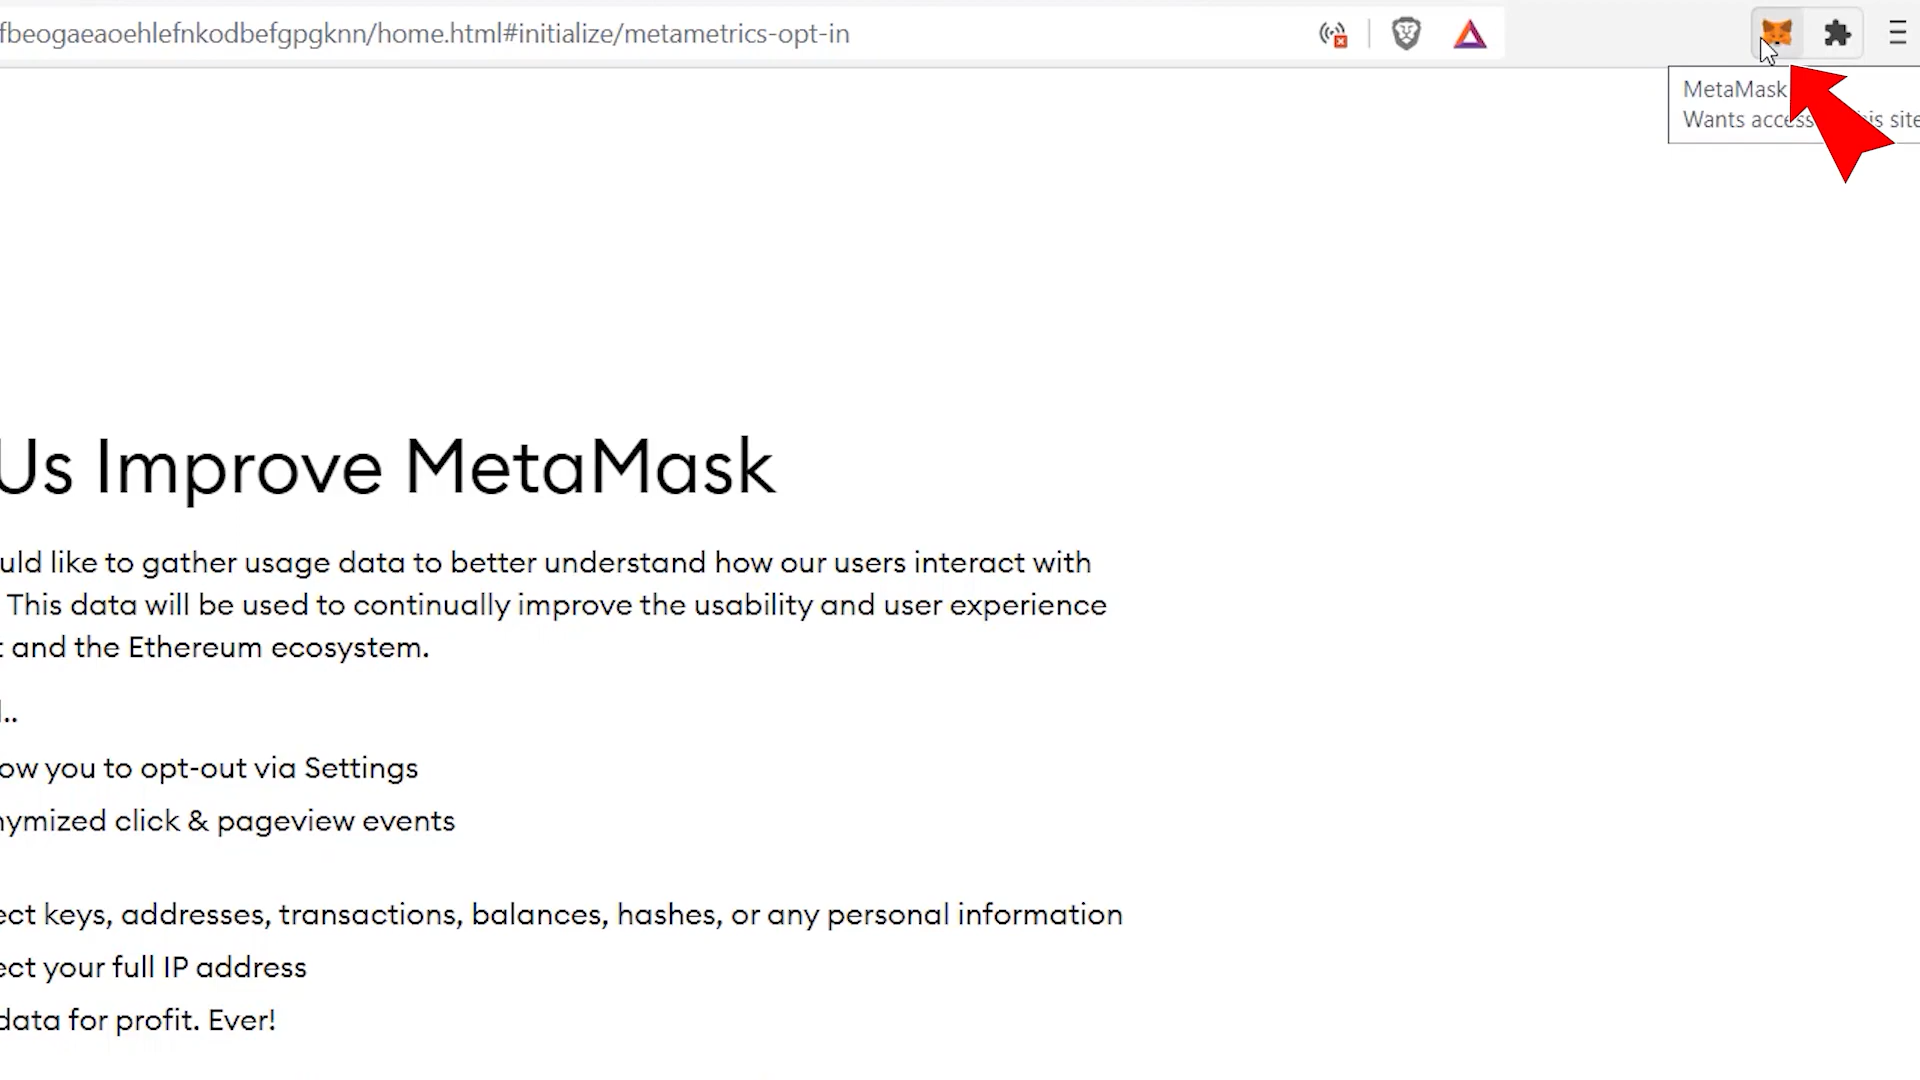 fbeogaeaoehlefnkodbefgpgknn/home.html#initialize/metametrics-opt-in
MetaMask
Wants access his site
Us Improve MetaMask
uld like to gather usage data to better understand how our users interact with
This data will be used to continually improve the usability and user experience
t and the Ethereum ecosystem.
..
ow you to opt-out via Settings
nymized click & pageview events
ect keys, addresses, transactions, balances, hashes, or any personal information
ect your full IP address
data for profit. Ever!